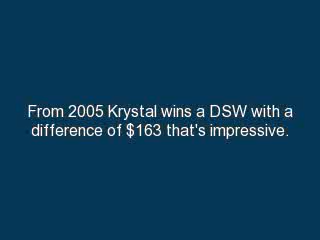 From 2005 Krystal wins a DSW with a
difference of $163 that's impressive.